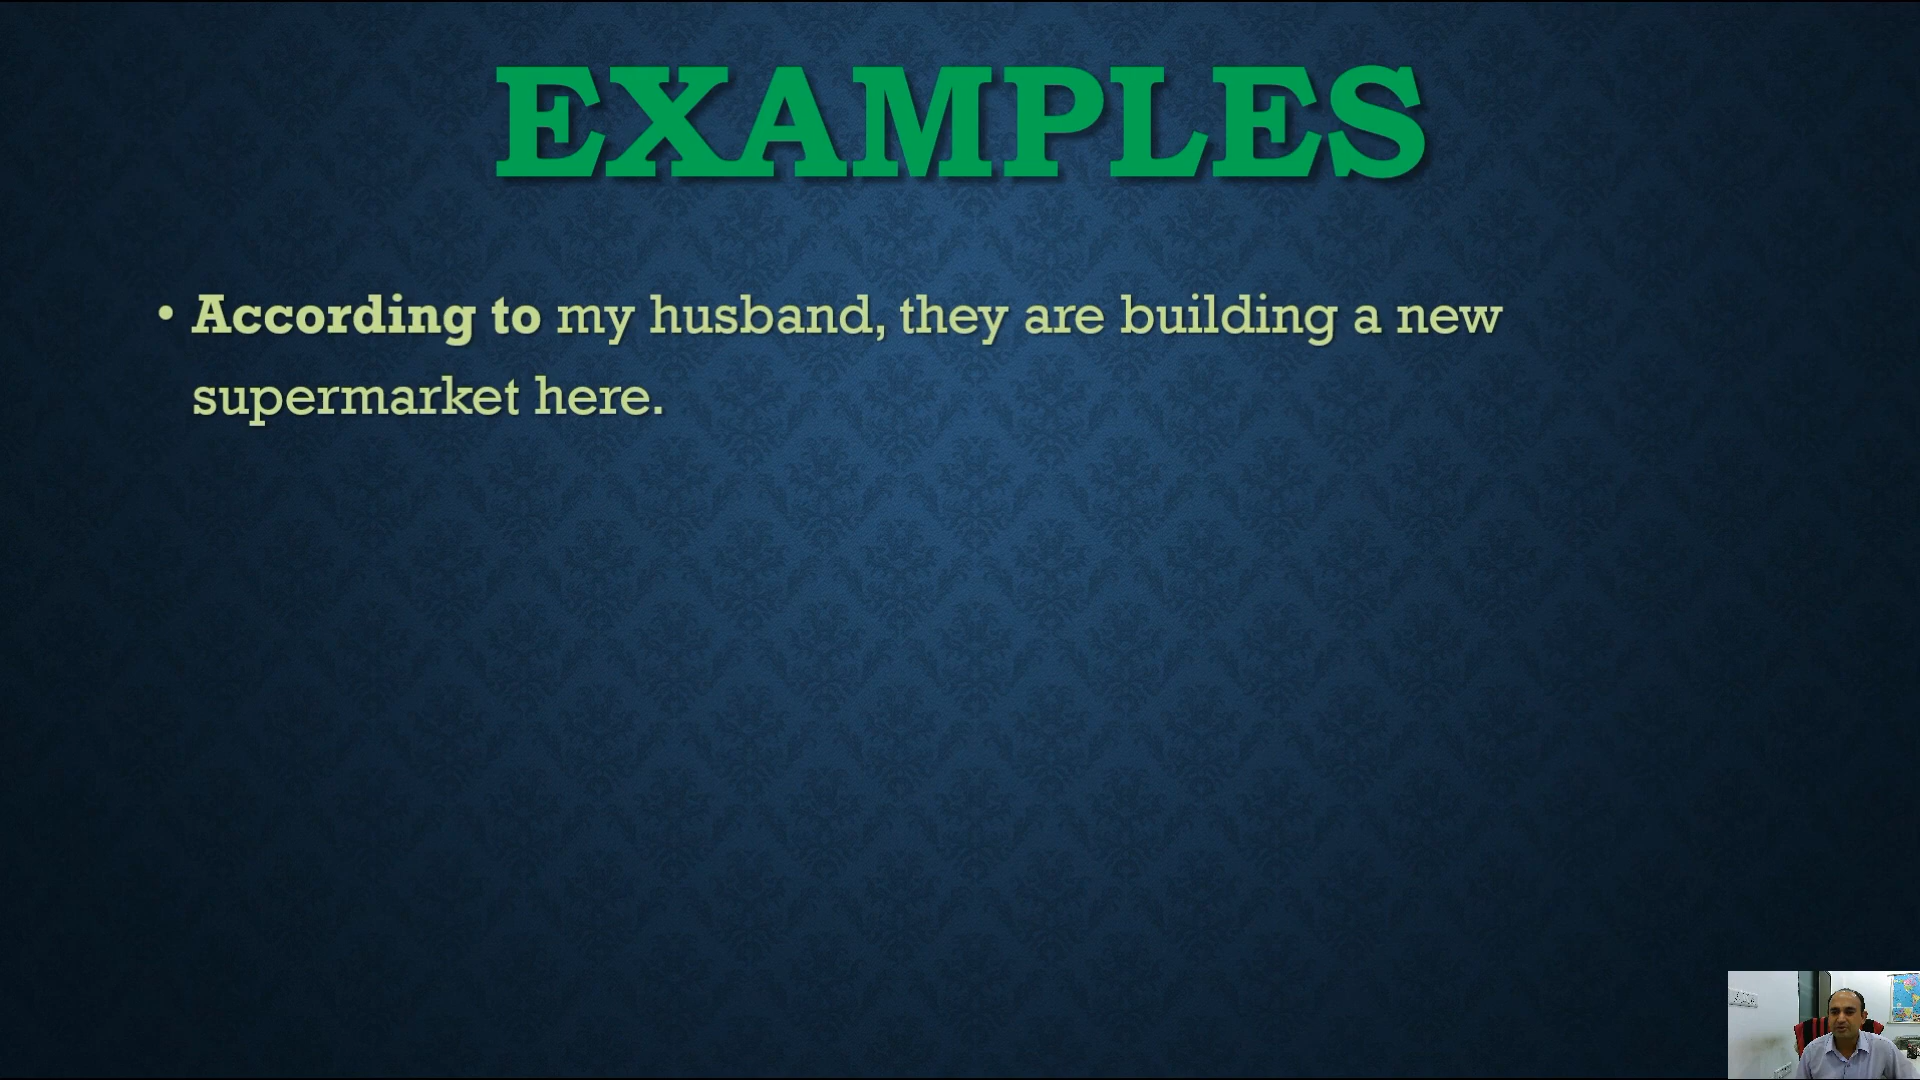 EXAMPLES
• According to my husband, they are building a new
supermarket here.